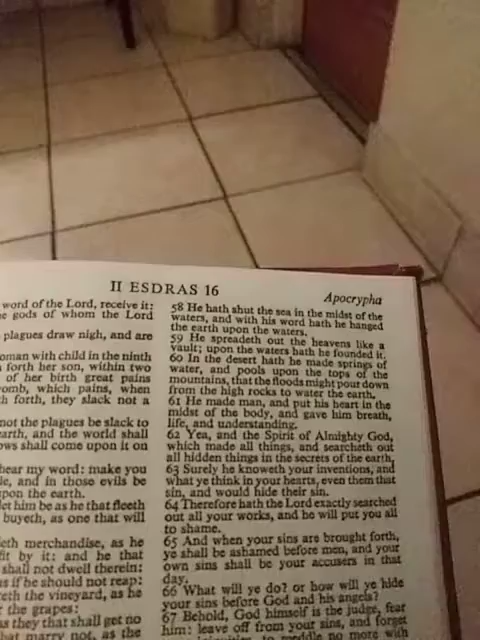 II ESDRAS 16
Apocrypha
word of the Lord, receive it:
e gods of whom the Lord
plagues draw nigh, and are
oman with child in the ninth
forth her son, within two
of her birth great pains
womb, which pains, when
h forth, they slack not a
not the plagues be slack to
earth, and the world shall
ows shall come upon it on
hear my word: make you
le, and in those evils be
upon the earth.
let him be as he that fleeth
buyeth, as one that will
eth merchandise, as he
fit by it: and he that
shall not dwell therein:
as if he should not reap:
teth the vineyard, as he
r the grapes:
as they that shall get no
hat marry not, as the
58 He hath shut the sea in the midst of the
waters, and with his word hath he hanged
the earth upon the waters.
59 He spreadeth out the heavens like a
vault; upon the waters hath he founded it.
60 In the desert hath he made springs of
water, and pools upon the tops of the
mountains, that the floods might pour down
from the high rocks to water the earth.
61 He made man, and put his heart in the
midst of the body, and gave him breath,
life, and understanding.
62 Yea, and the Spirit of Almighty God,
which made all things, and searcheth out
all hidden things in the secrets of the earth,
63 Surely he knoweth your inventions, and
what ye think in your hearts, even them that
sin, and would hide their sin.
64 Therefore hath the Lord exactly searched
out all your works, and he will put you all
to shame.
65 And when your sins are brought forth,
ye shall be ashamed before men, and your
own sins shall be your accusers in that
day.
66 What will ye do? or how will ye hide
your sins before God and his angels?
67 Behold, God himself is the judge, fear
him: leave off from your sins, and forget
to meddle no more with